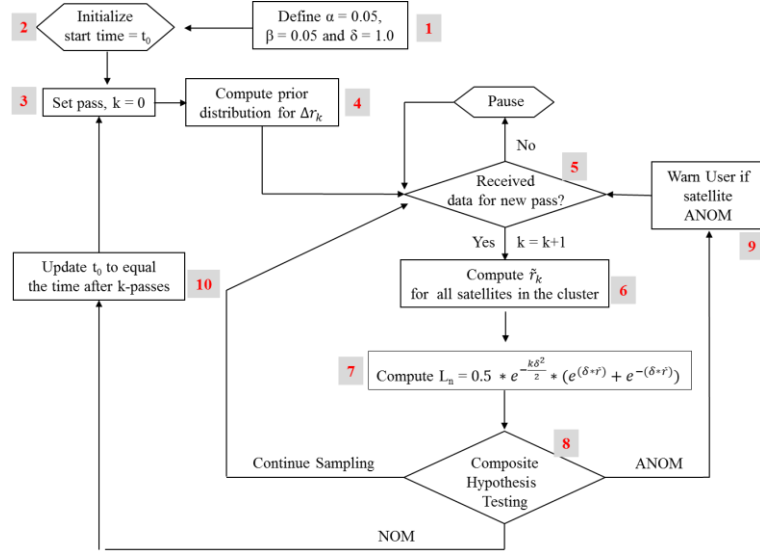 2
Initialize
start time = t₀
Define α = 0.05,
β = 0.05 and δ = 1.0
1
3
Set pass, k = 0
Compute prior
distribution for Δrₖ
4
Pause
No
5
Received
data for new pass?
Warn User if
satellite
ANOM
9
Yes
k = k+1
Update t₀ to equal
the time after k-passes
10
Compute r̃ₖ
for all satellites in the cluster
6
7
Compute Lₙ = 0.5 * e^{-\frac{kδ^2}{2}} * (e^{(δ*ṙ)} + e^{-(δ*ṙ)})
8
Continue Sampling
Composite
Hypothesis
Testing
ANOM
NOM